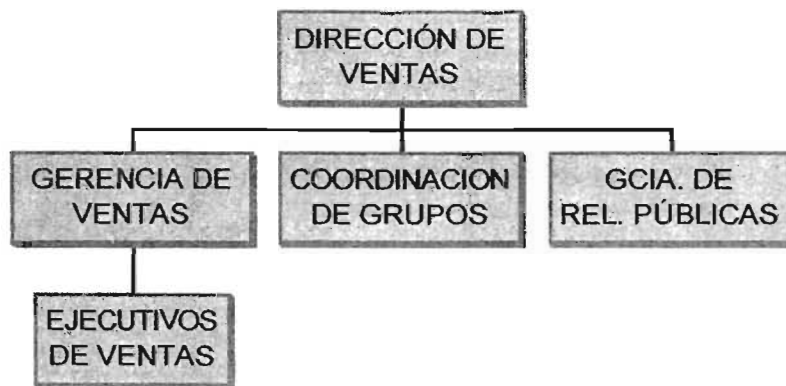 DIRECCIÓN DE
VENTAS
GERENCIA DE
VENTAS
COORDINACION
DE GRUPOS
GCIA. DE
REL. PÚBLICAS
EJECUTIVOS
DE VENTAS